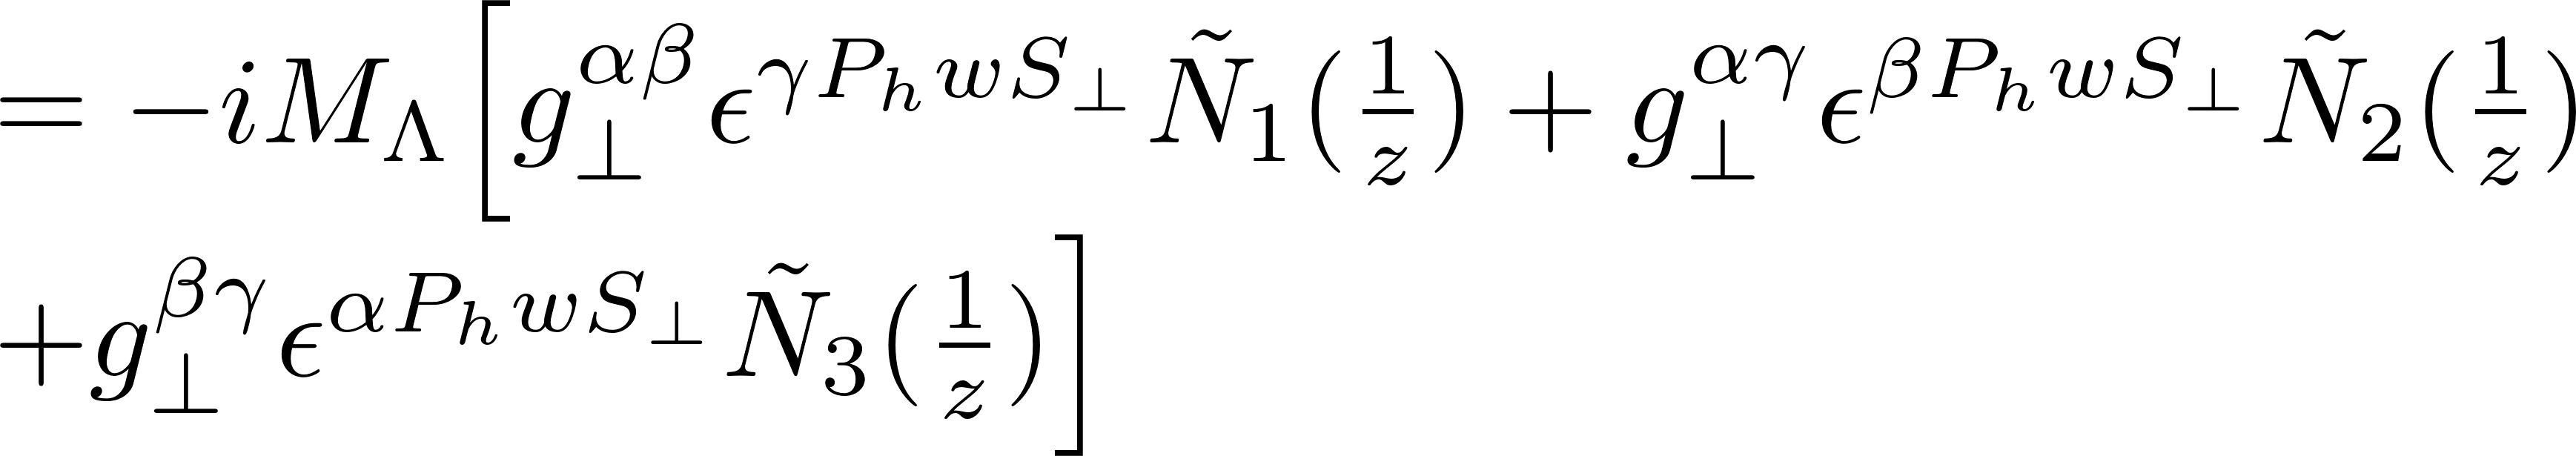 $= -iM_{\Lambda}\Big[g_{\perp}^{\alpha\beta}\epsilon^{\gamma P_h w S_{\perp}}\tilde{N}_1(\frac{1}{z}) + g_{\perp}^{\alpha\gamma}\epsilon^{\beta P_h w S_{\perp}}\tilde{N}_2(\frac{1}{z})$
$+ g_{\perp}^{\beta\gamma}\epsilon^{\alpha P_h w S_{\perp}}\tilde{N}_3(\frac{1}{z})\Big]$